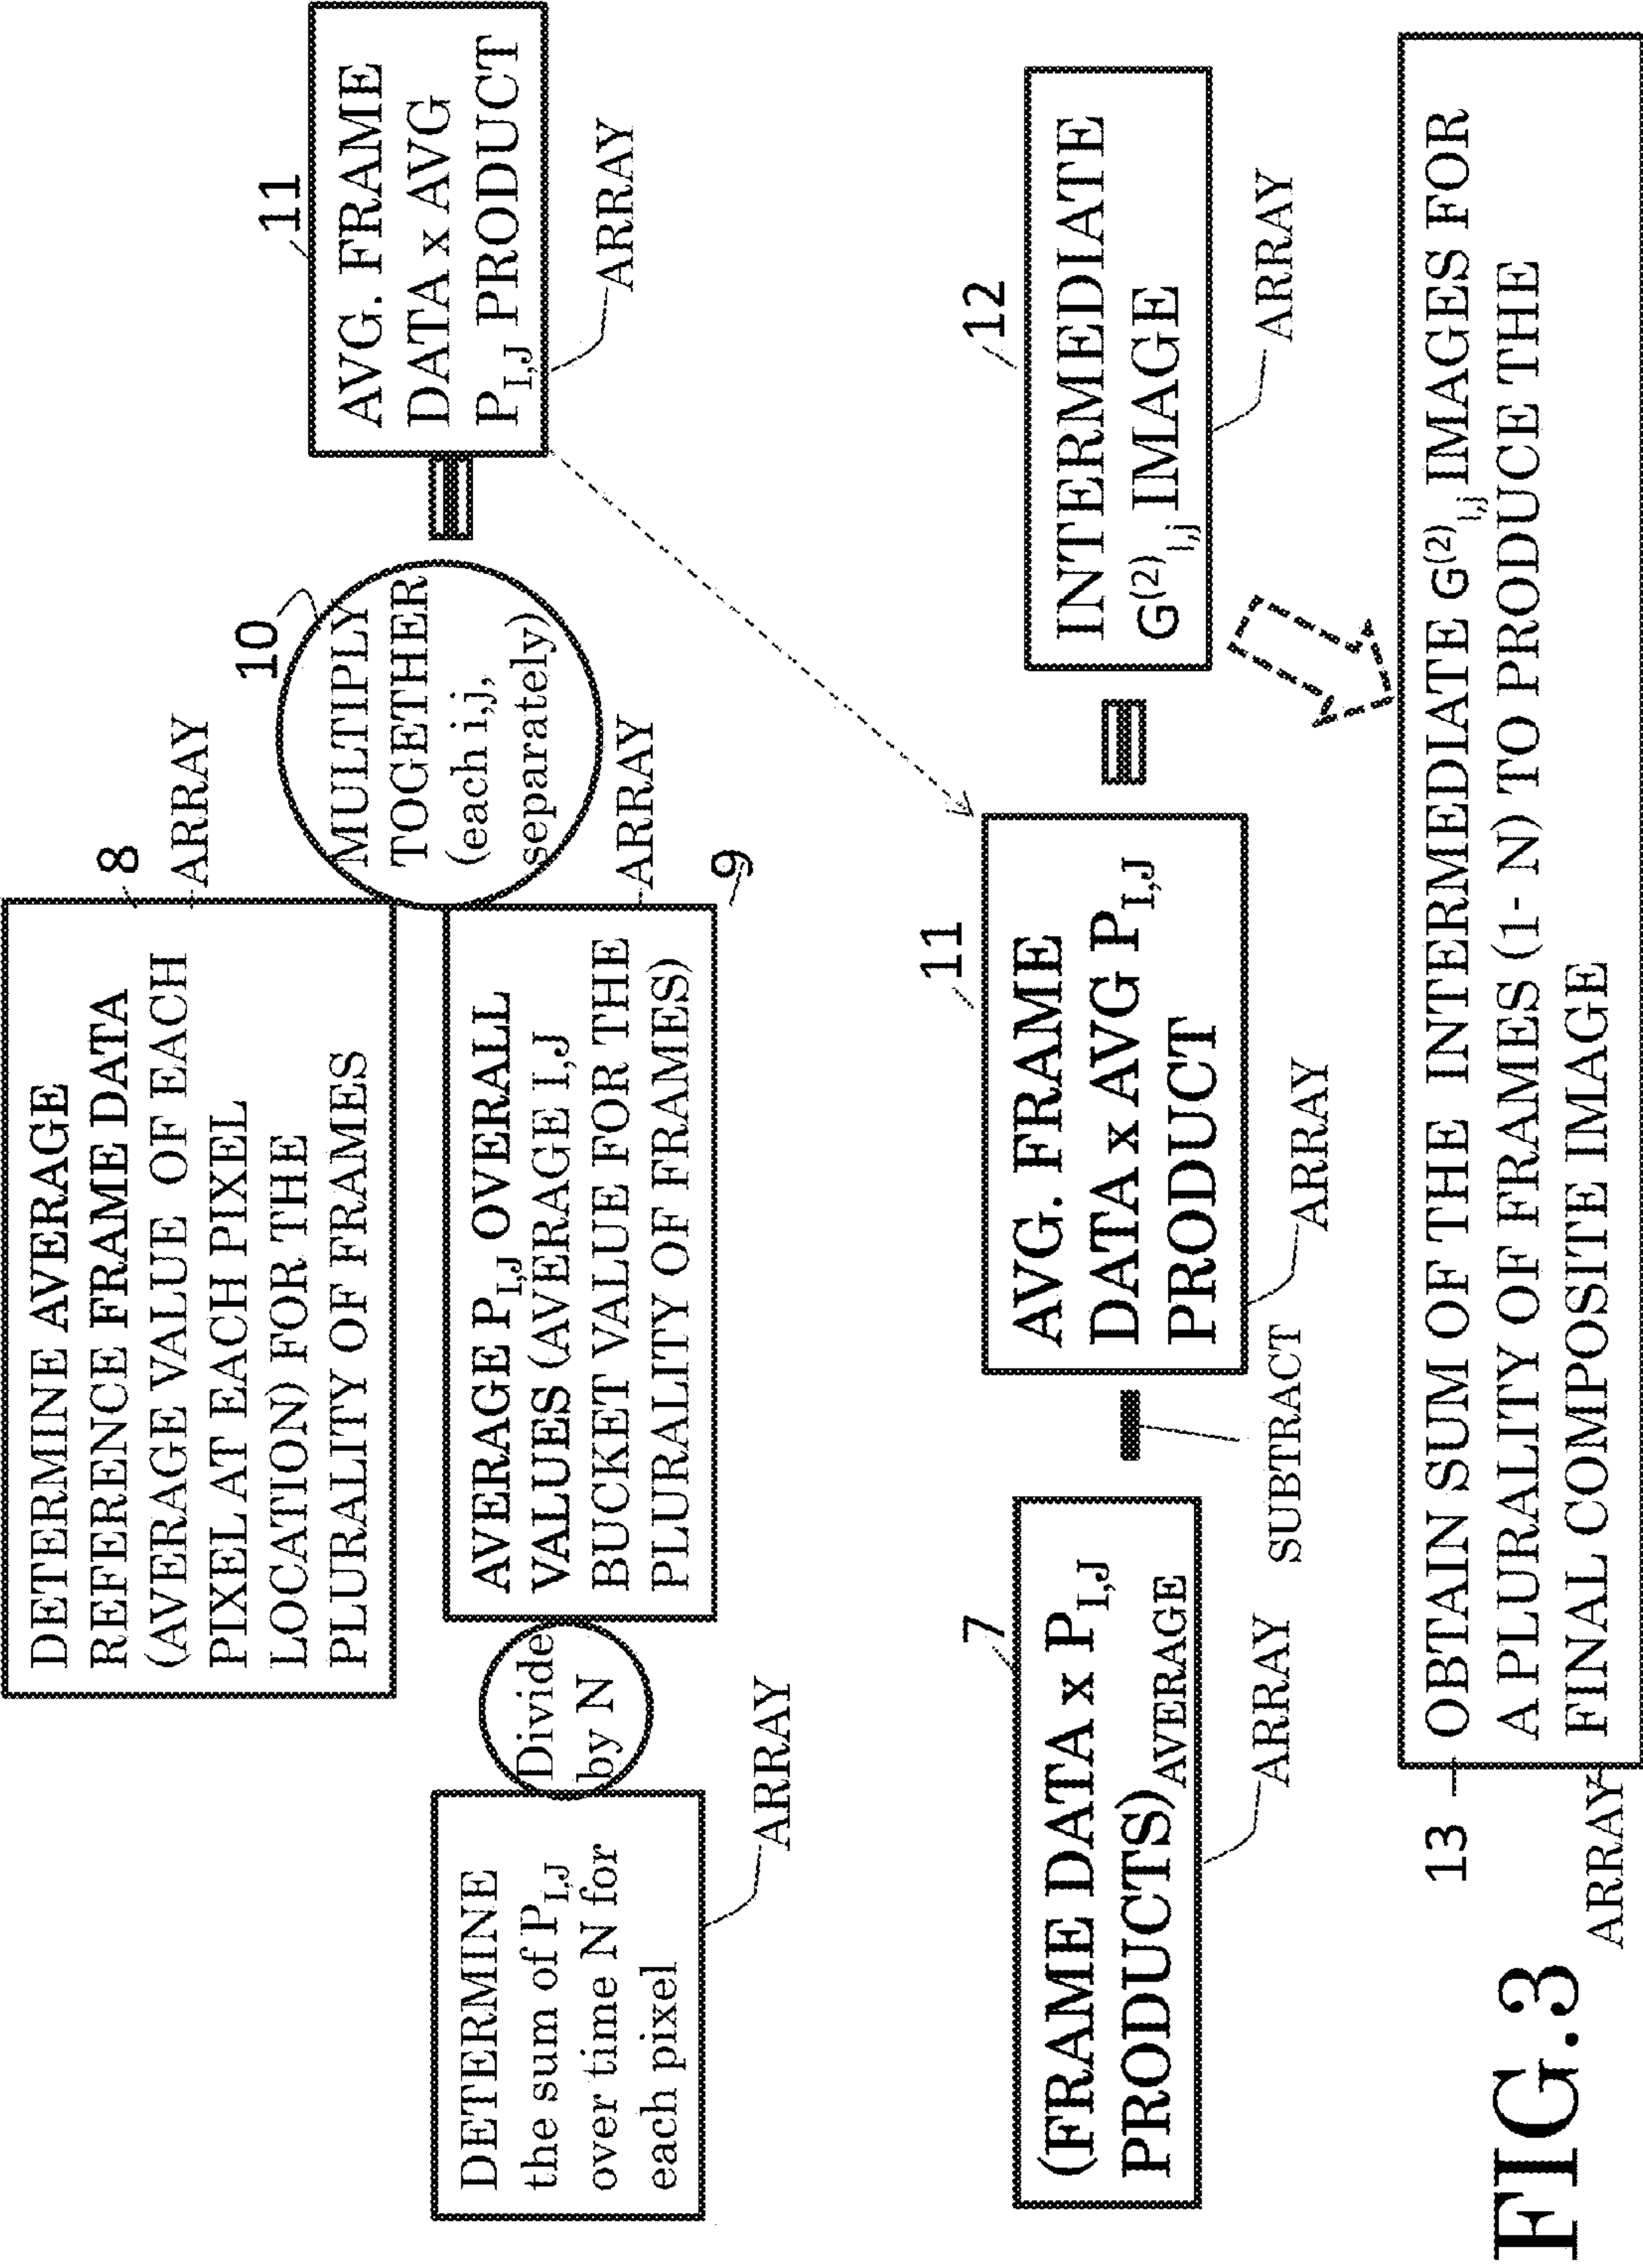 DETERMINE AVERAGE
REFERENCE FRAME DATA
(AVERAGE VALUE OF EACH
PIXEL AT EACH PIXEL
LOCATION) FOR THE
PLURALITY OF FRAMES
8
ARRAY
DETERMINE
the sum of P_I,J
over time N for
each pixel
ARRAY
Divide
by N
AVERAGE P_I,J OVERALL
VALUES (AVERAGE I,J
BUCKET VALUE FOR THE
PLURALITY OF FRAMES)
ARRAY
9
10
MULTIPLY
TOGETHER
(each i,j,
separately)
11
AVG. FRAME
DATA x AVG
P_I,J PRODUCT
ARRAY
7
(FRAME DATA x P_I,J
PRODUCTS)_AVERAGE
ARRAY
SUBTRACT
11
AVG. FRAME
DATA x AVG P_I,J
PRODUCT
ARRAY
12
INTERMEDIATE
G^(2)_i,j IMAGE
ARRAY
13
OBTAIN SUM OF THE INTERMEDIATE G^(2)_i,j IMAGES FOR
A PLURALITY OF FRAMES (1- N) TO PRODUCE THE
FINAL COMPOSITE IMAGE
ARRAY
FIG.3